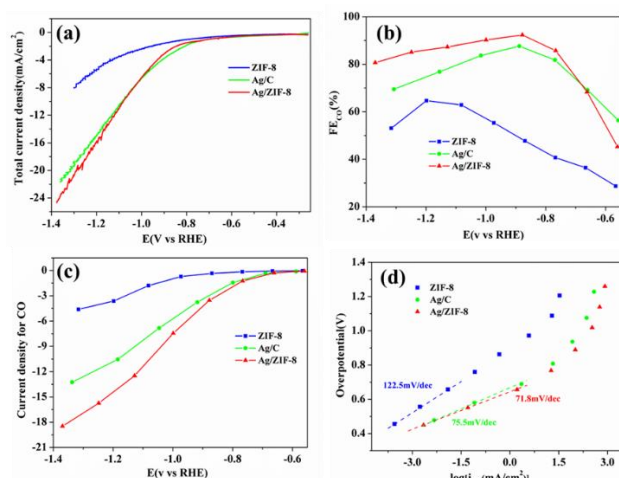 (a)
Total current density(mA/cm²)
0
-4
-8
-12
-16
-20
-24
ZIF-8
Ag/C
Ag/ZIF-8
-1.4 -1.2 -1.0 -0.8 -0.6 -0.4
E(V vs RHE)
(b)
FE_CO(%)
100
80
60
40
20
ZIF-8
Ag/C
Ag/ZIF-8
-1.4 -1.2 -1.0 -0.8 -0.6
E(v vs RHE)
(c)
Current density for CO
0
-3
-6
-9
-12
-15
-18
-21
ZIF-8
Ag/C
Ag/ZIF-8
-1.4 -1.2 -1.0 -0.8 -0.6
E(v vs RHE)
(d)
Overpotential(V)
1.4
1.2
1.0
0.8
0.6
0.4
ZIF-8
Ag/C
Ag/ZIF-8
122.5mV/dec
75.5mV/dec
71.8mV/dec
-4.5 -3.0 -1.5 0.0 1.5 3.0
(mA/cm²)